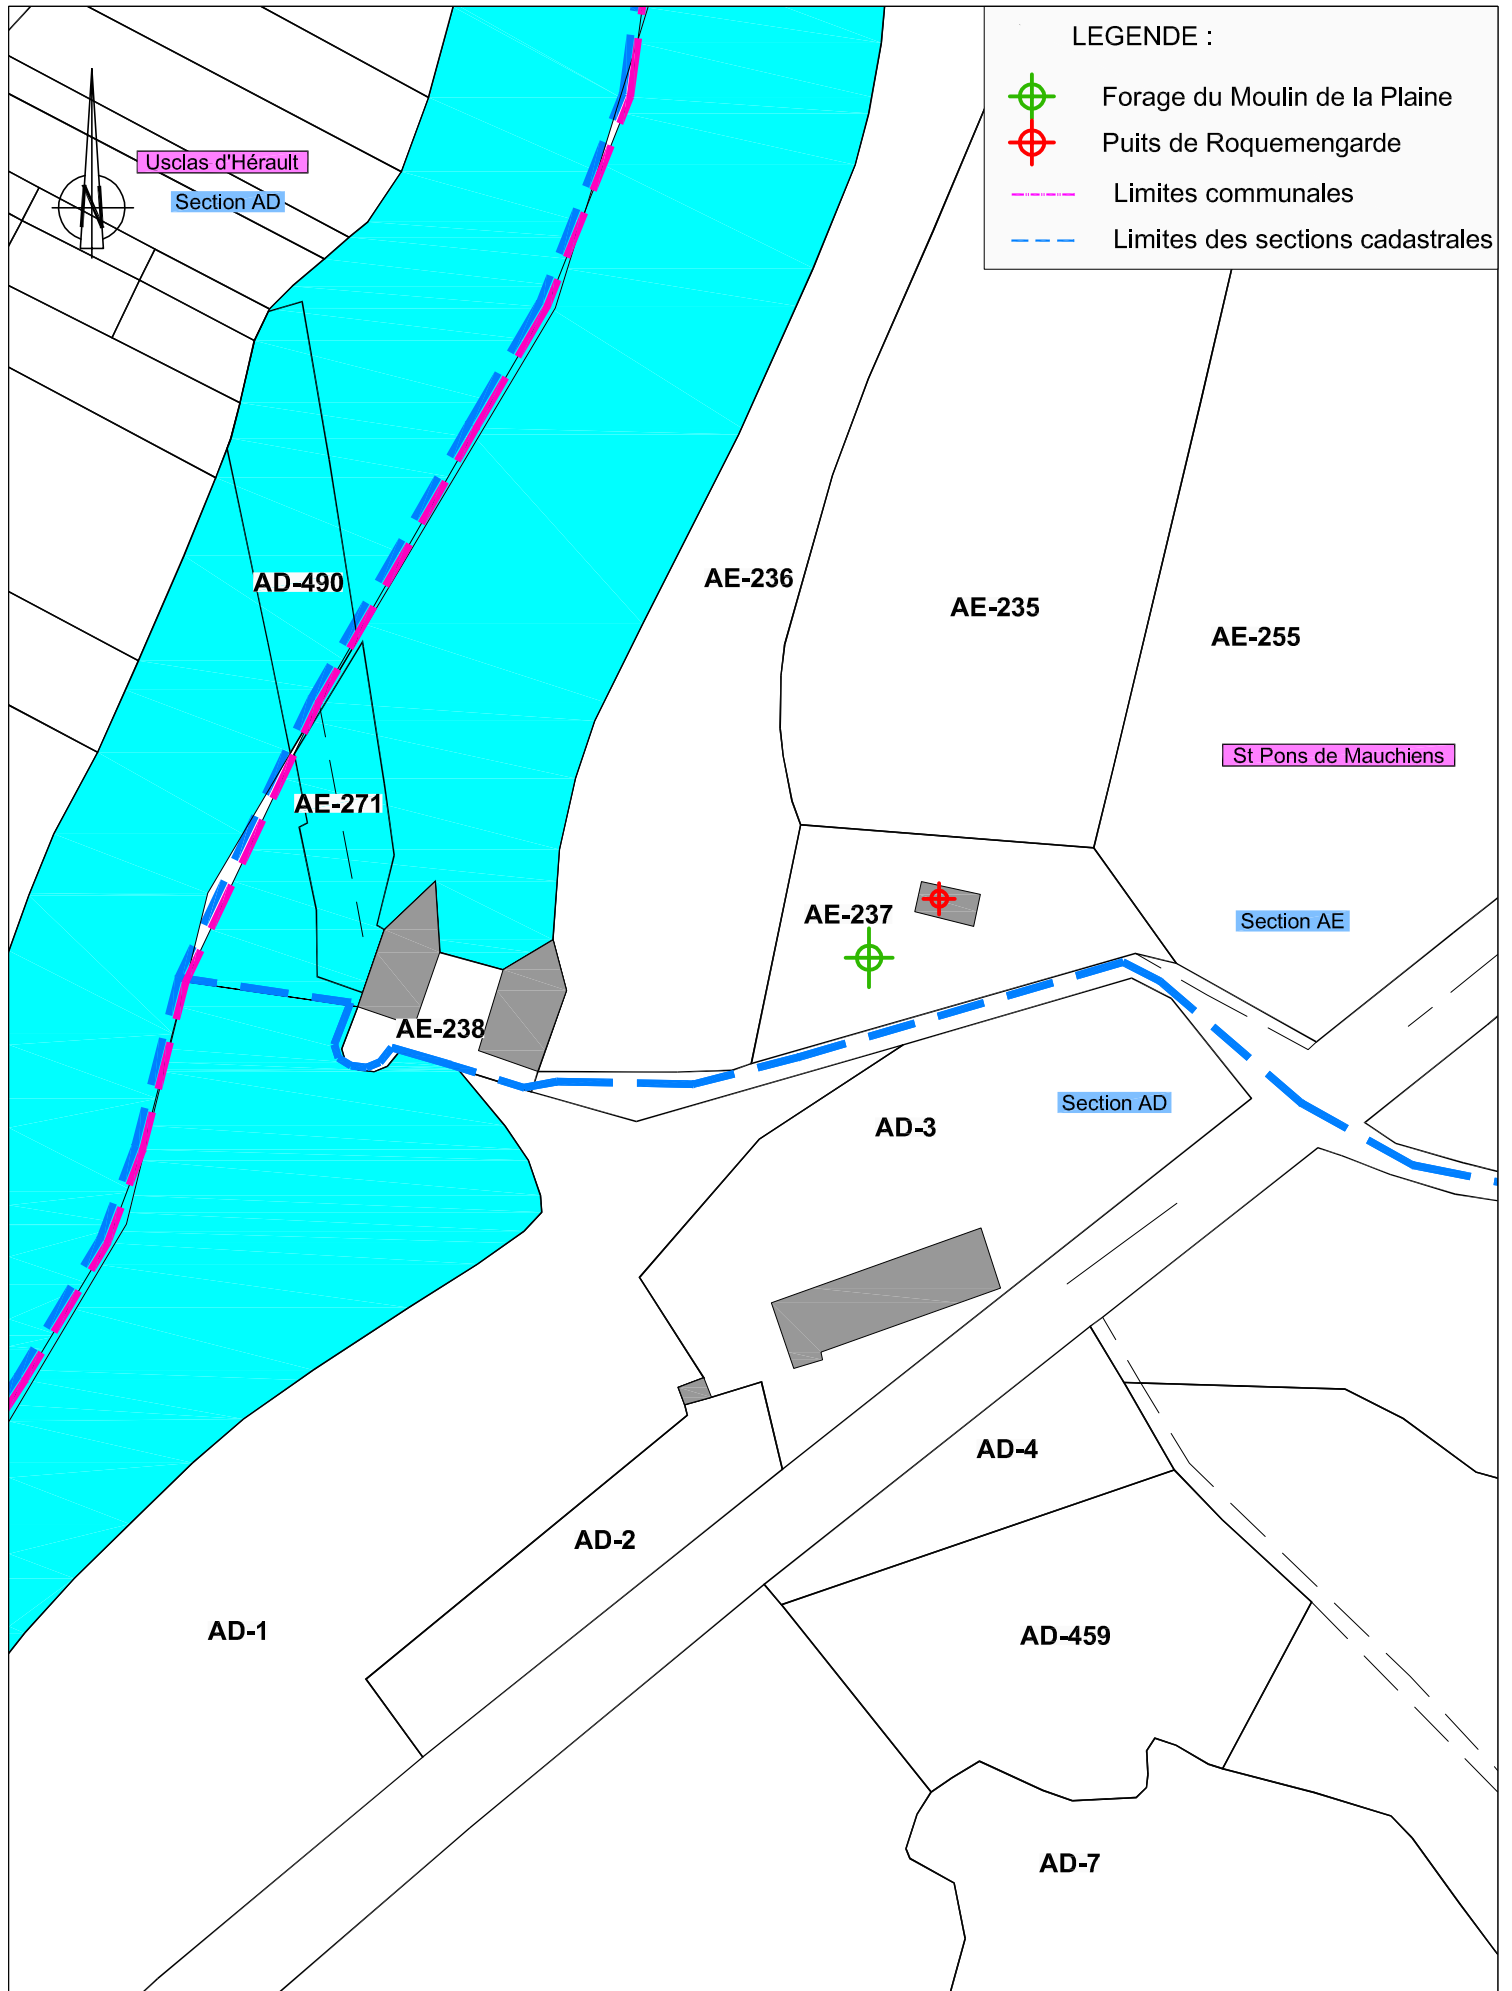 LEGENDE :
Forage du Moulin de la Plaine
Puits de Roquemengarde
Limites communales
Limites des sections cadastrales
Usclas d'Hérault
Section AD
N
AD-490
AE-236
AE-235
AE-255
St Pons de Mauchiens
AE-271
AE-237
Section AE
AE-238
Section AD
AD-3
AD-4
AD-2
AD-1
AD-459
AD-7